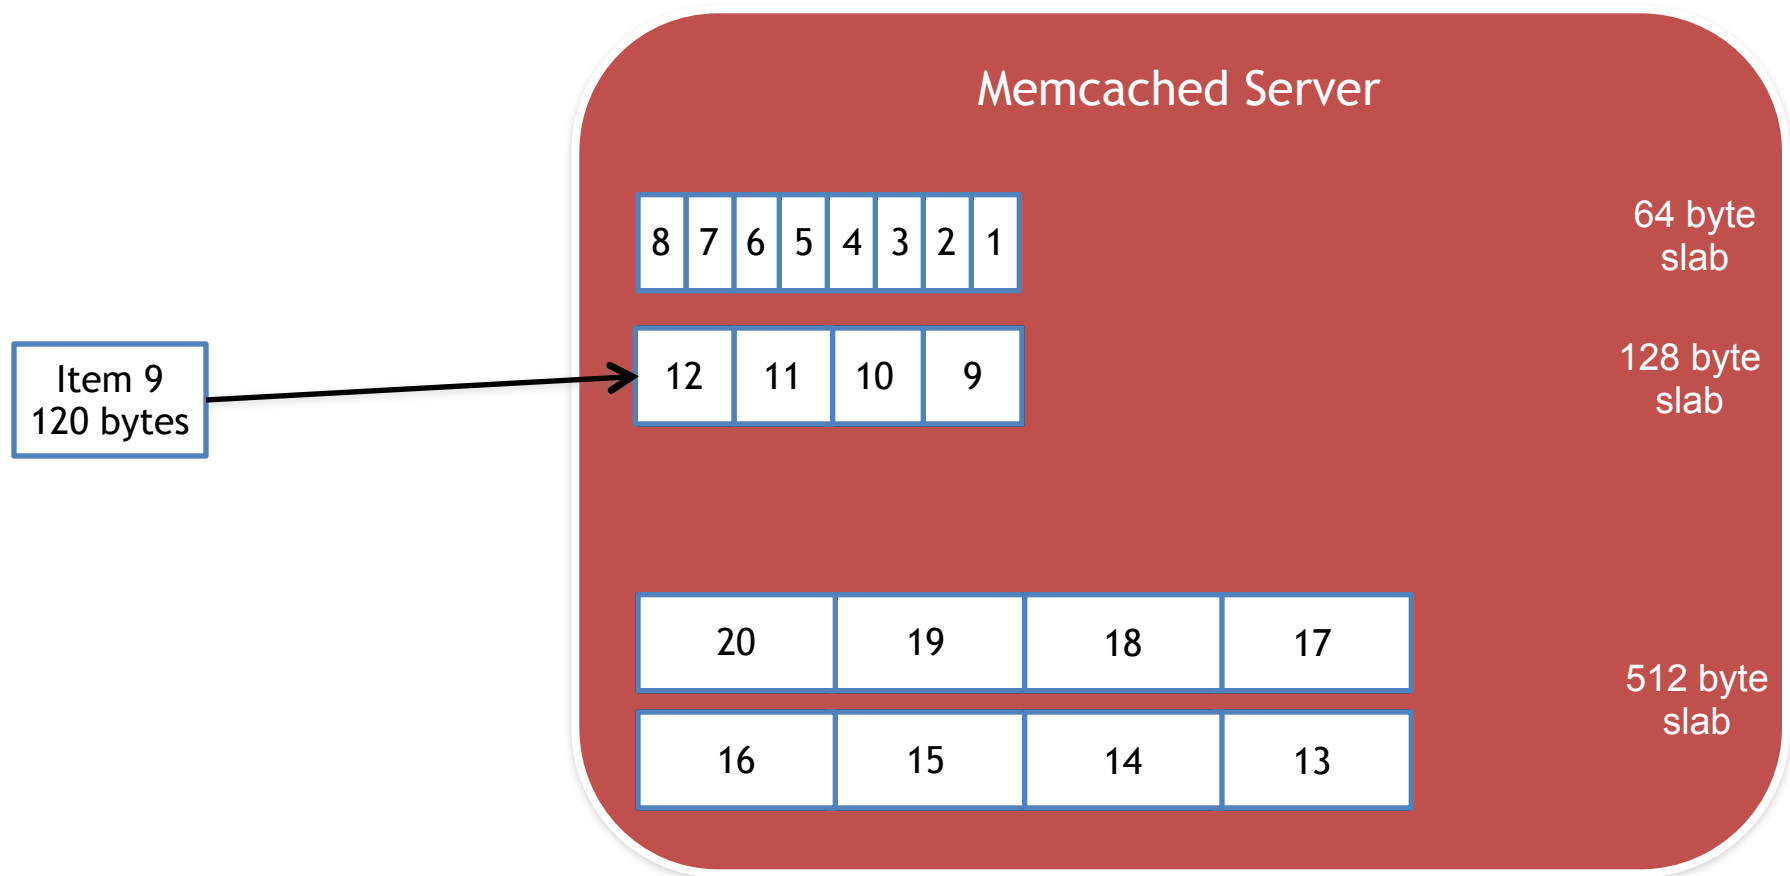 Memcached Server
8 7 6 5 4 3 2 1
64 byte
slab
Item 9
120 bytes
12 11 10 9
128 byte
slab
20 19 18 17
16 15 14 13
512 byte
slab